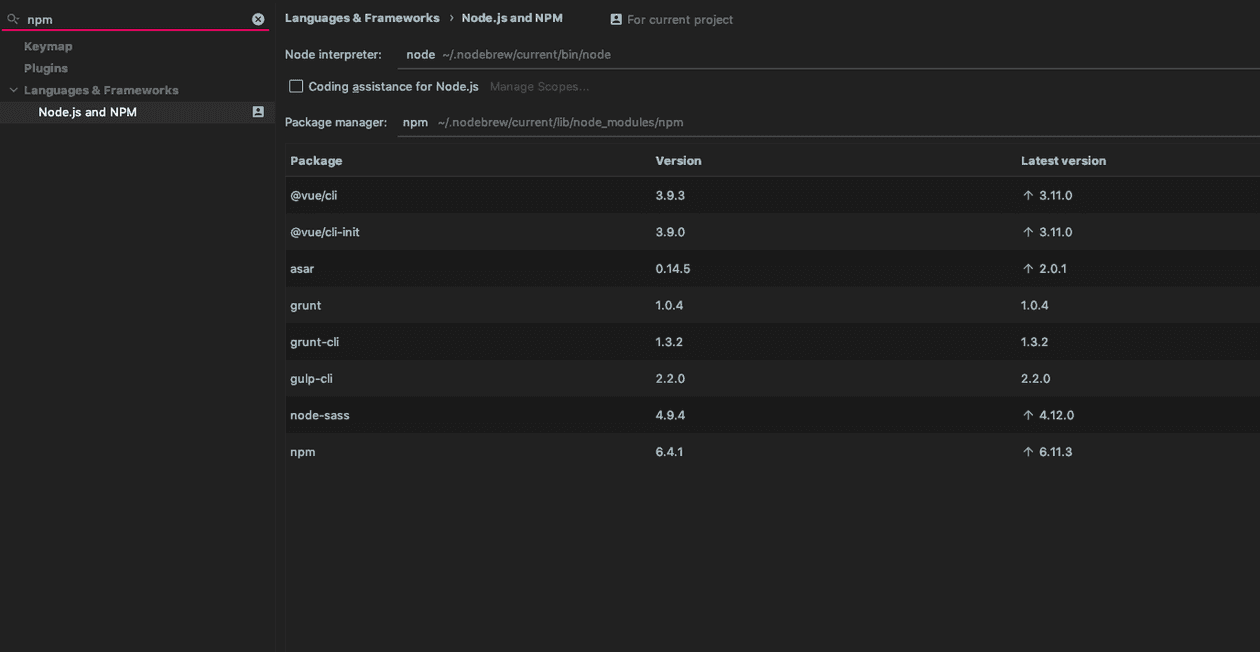 npm
Keymap
Plugins
Languages & Frameworks
Node.js and NPM
Languages & Frameworks › Node.js and NPM For current project
Node interpreter: node ~/.nodebrew/current/bin/node
Coding assistance for Node.js Manage Scopes...
Package manager: npm ~/.nodebrew/current/lib/node_modules/npm
Package Version Latest version
@vue/cli 3.9.3 ↑ 3.11.0
@vue/cli-init 3.9.0 ↑ 3.11.0
asar 0.14.5 ↑ 2.0.1
grunt 1.0.4 1.0.4
grunt-cli 1.3.2 1.3.2
gulp-cli 2.2.0 2.2.0
node-sass 4.9.4 ↑ 4.12.0
npm 6.4.1 ↑ 6.11.3